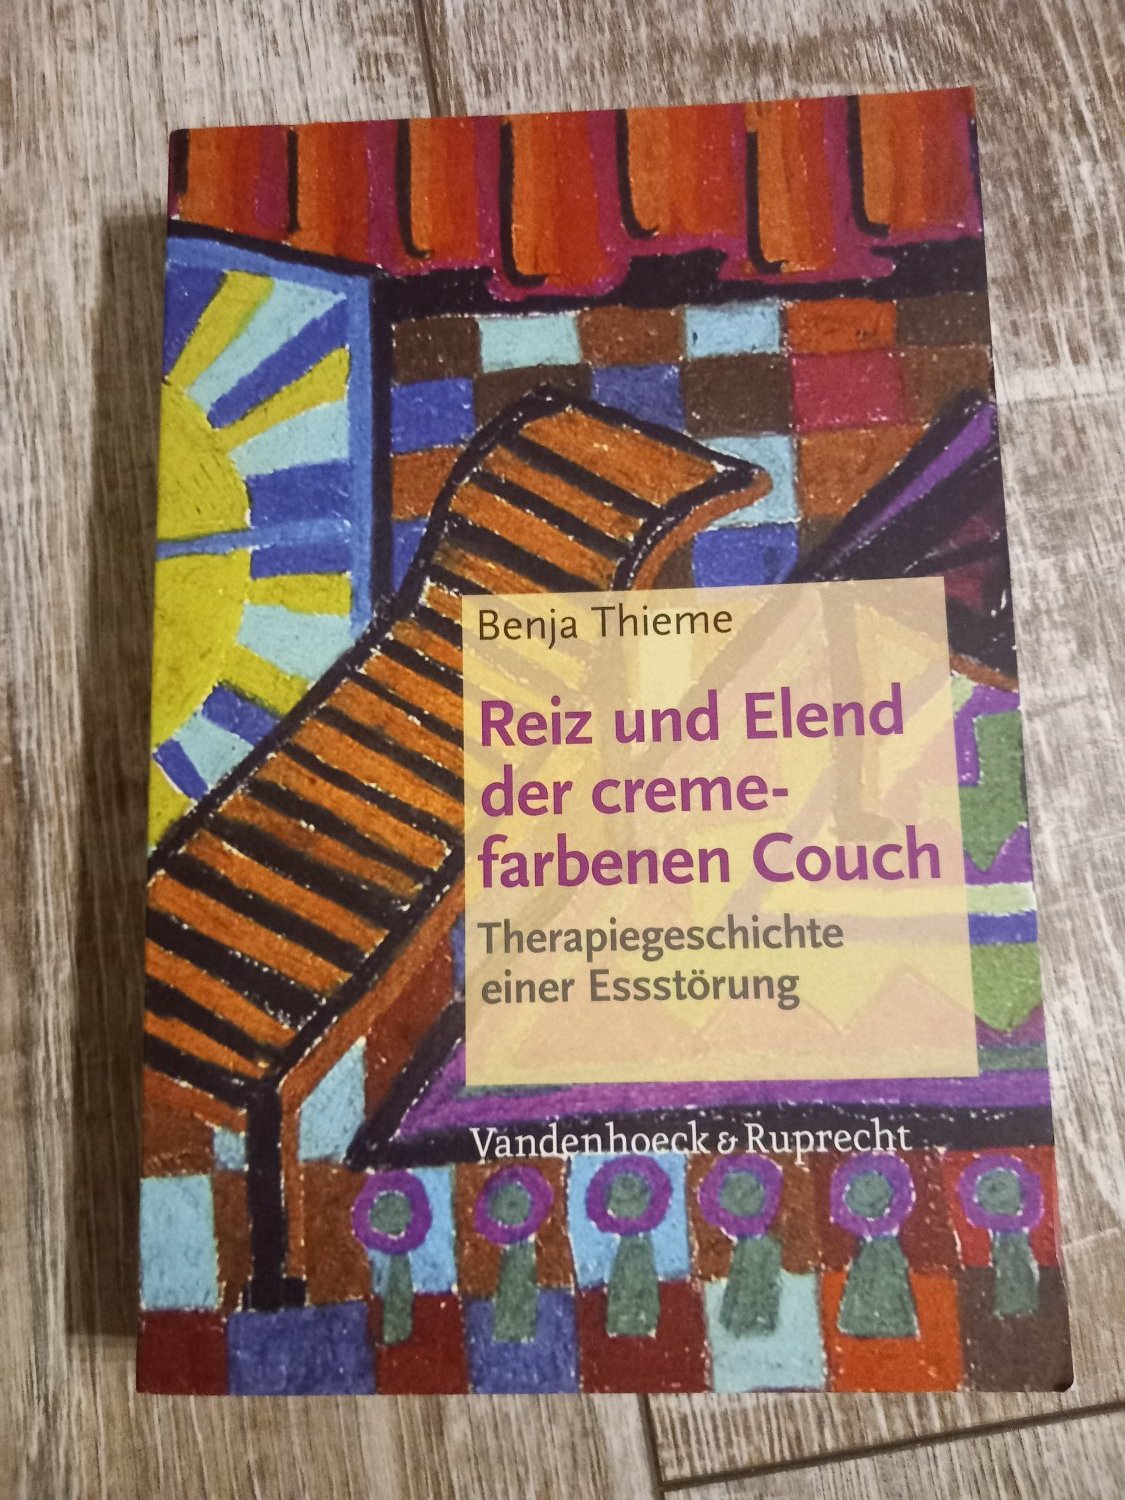 Benja Thieme
Reiz und Elend
der creme-
farbenen Couch
Therapiegeschichte
einer Essstörung
Vandenhoeck & Ruprecht